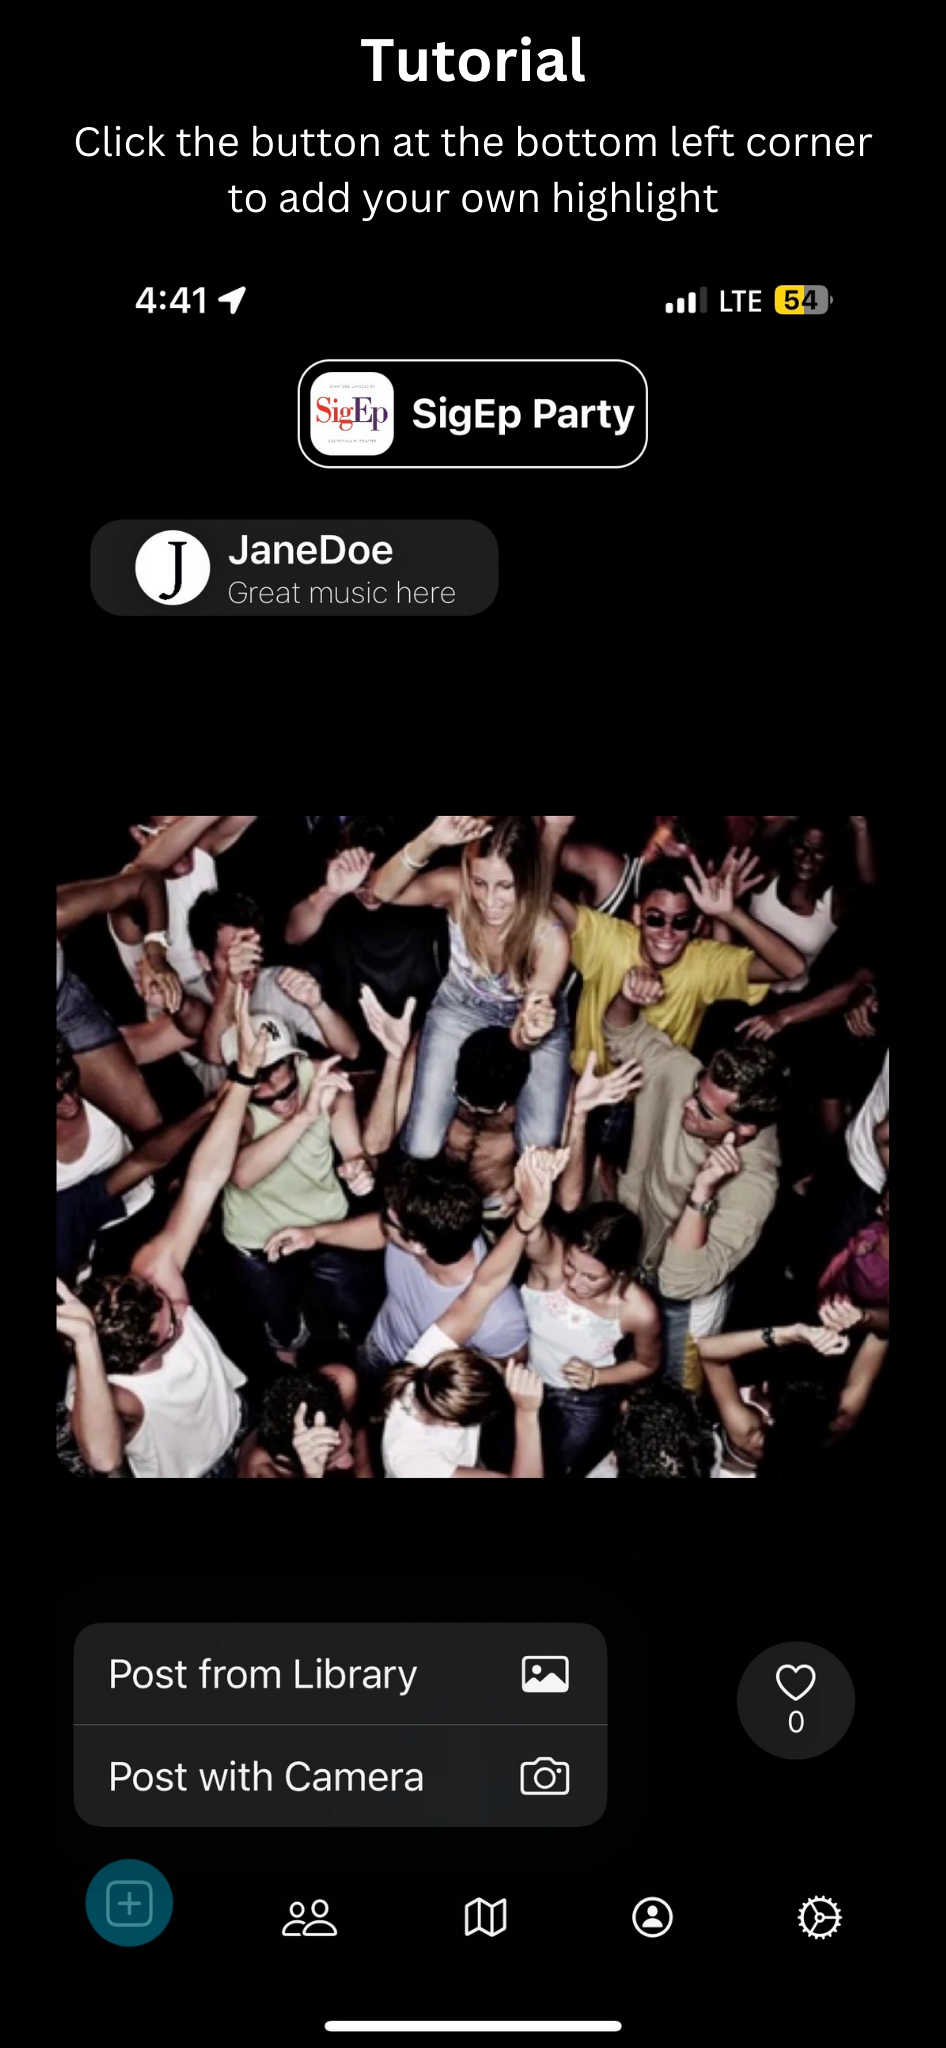 Tutorial
Click the button at the bottom left corner
to add your own highlight
4:41
LTE 54
SigEp
SigEp Party
J
JaneDoe
Great music here
Post from Library
Post with Camera
0